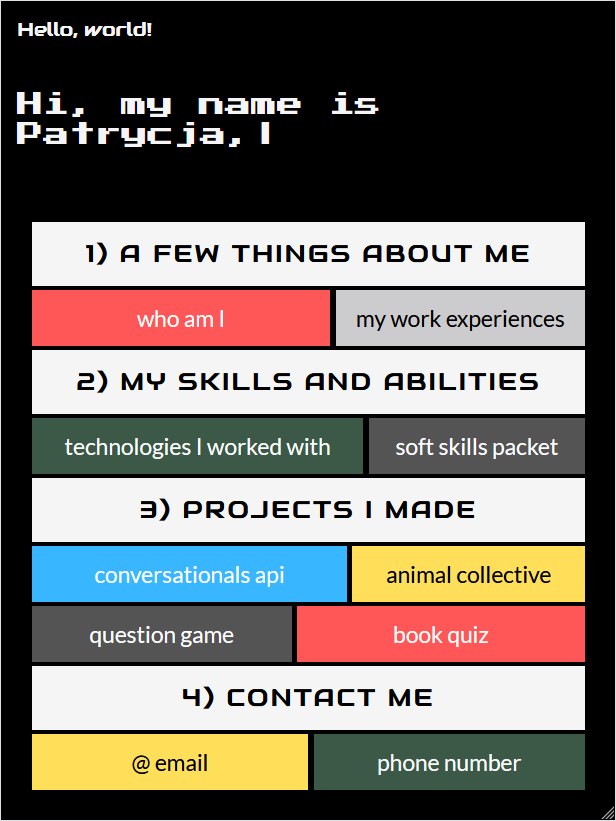 Hello, world!
Hi, my name is
Patrycja, I
1) A FEW THINGS ABOUT ME
who am I
my work experiences
2) MY SKILLS AND ABILITIES
technologies I worked with
soft skills packet
3) PROJECTS I MADE
conversationals api
animal collective
question game
book quiz
4) CONTACT ME
@ email
phone number